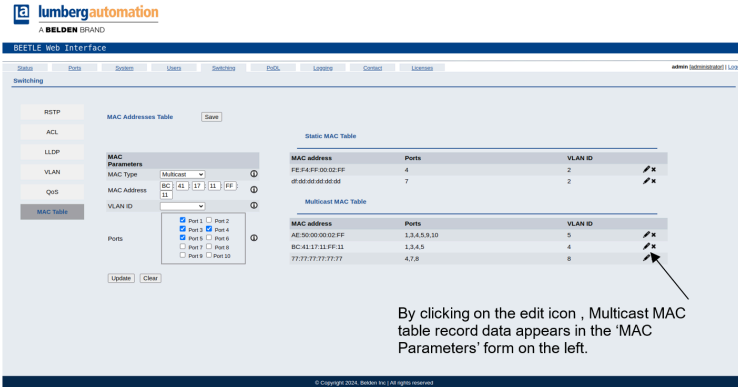 lumbergautomation
A BELDEN BRAND
BEETLE Web Interface
Status Ports System Users Switching PoDL Logging Contact Licenses admin [administrator] | Log
Switching
RSTP
ACL
LLDP
VLAN
QoS
MAC Table
MAC Addresses Table Save
MAC Parameters
MAC Type Multicast
MAC Address BC : 41 : 17 : 11 : FF : 11
VLAN ID
Ports
Port 1 Port 2
Port 3 Port 4
Port 5 Port 6
Port 7 Port 8
Port 9 Port 10
Update Clear
Static MAC Table
MAC address Ports VLAN ID
FE:F4:FF:00:02:FF 4 2
df:dd:dd:dd:dd:dd 7 2
Multicast MAC Table
MAC address Ports VLAN ID
AE:50:00:00:02:FF 1,3,4,5,9,10 5
BC:41:17:11:FF:11 1,3,4,5 4
77:77:77:77:77:77 4,7,8 8
By clicking on the edit icon , Multicast MAC
table record data appears in the ‘MAC
Parameters’ form on the left.
© Copyright 2024, Belden Inc | All rights reserved